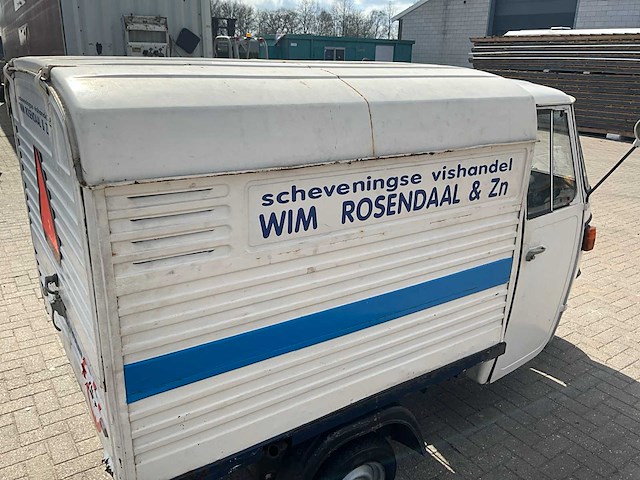 scheveningse vishandel
WIM ROSENDAAL & Zn